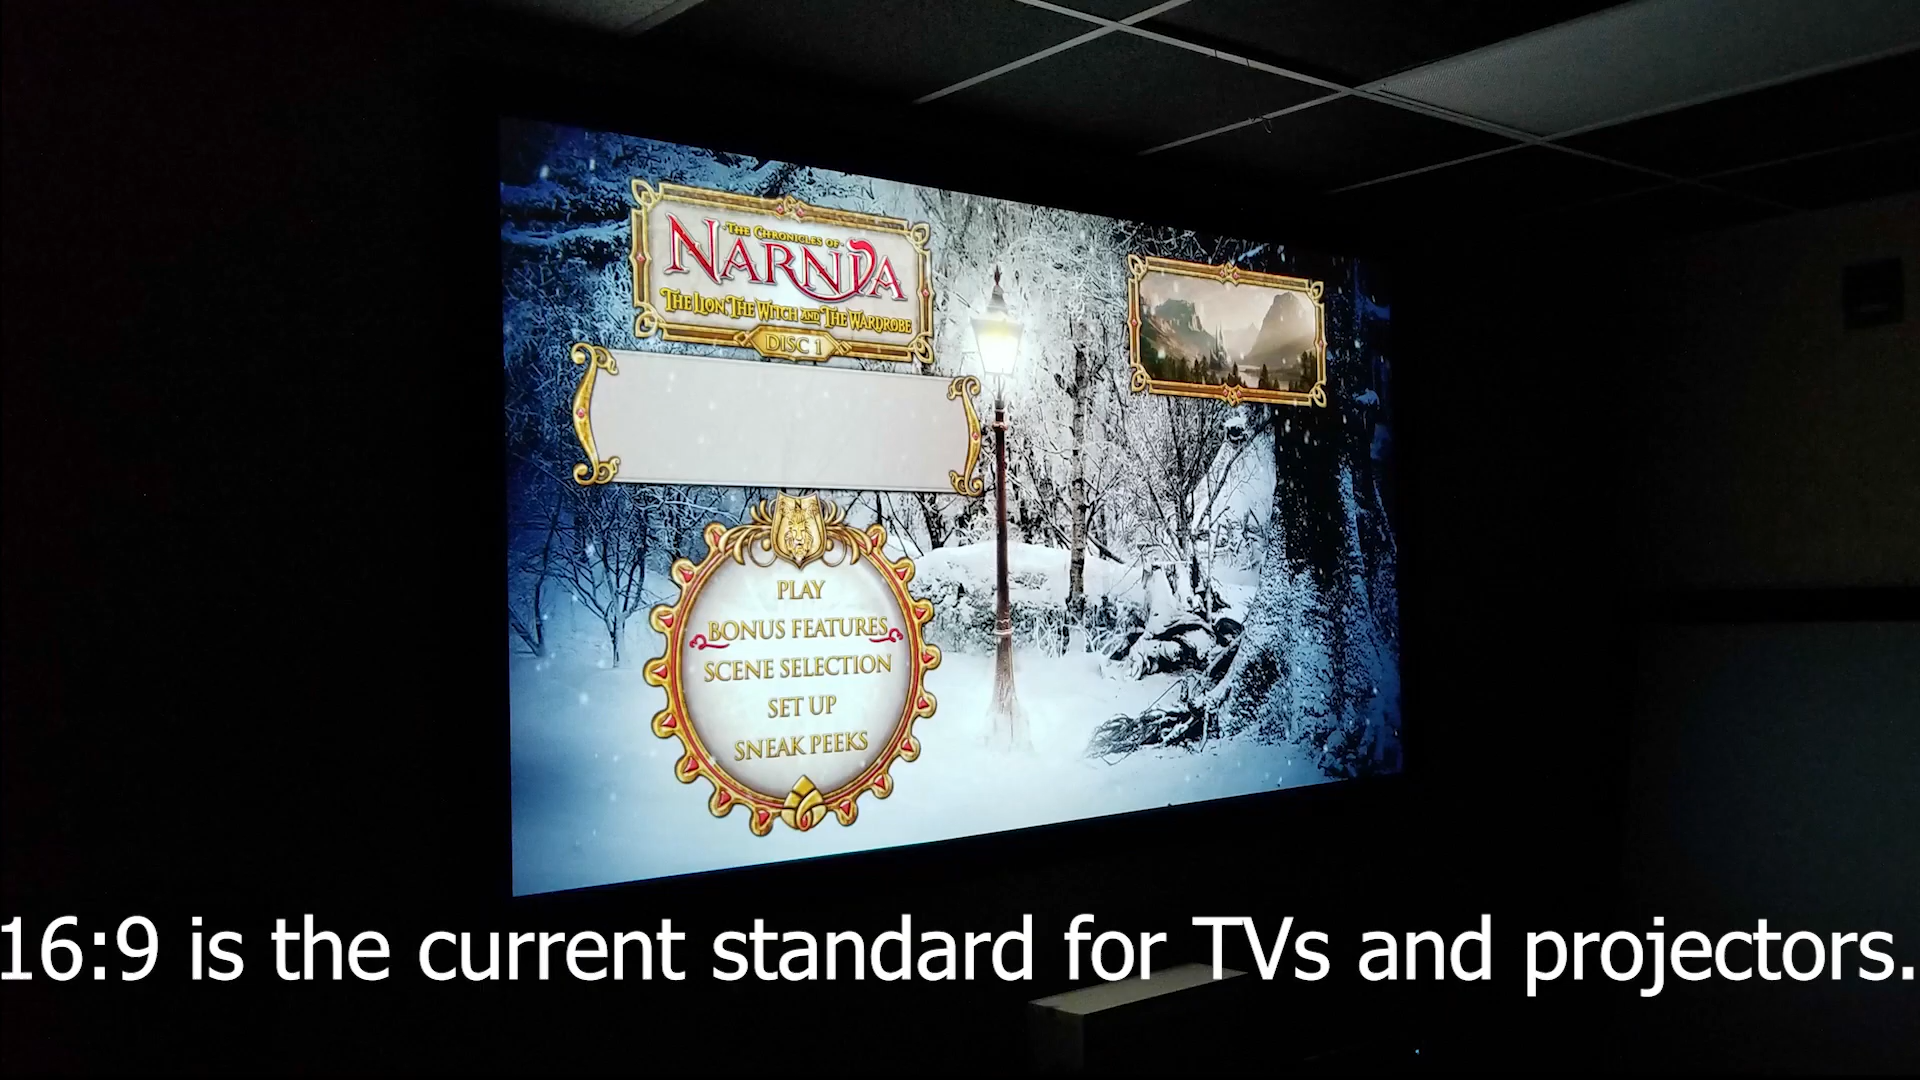 THE CHRONICLES OF
NARNIA
THE LION, THE WITCH AND THE WARDROBE
DISC 1
PLAY
BONUS FEATURES
SCENE SELECTION
SET UP
SNEAK PEEKS
16:9 is the current standard for TVs and projectors.